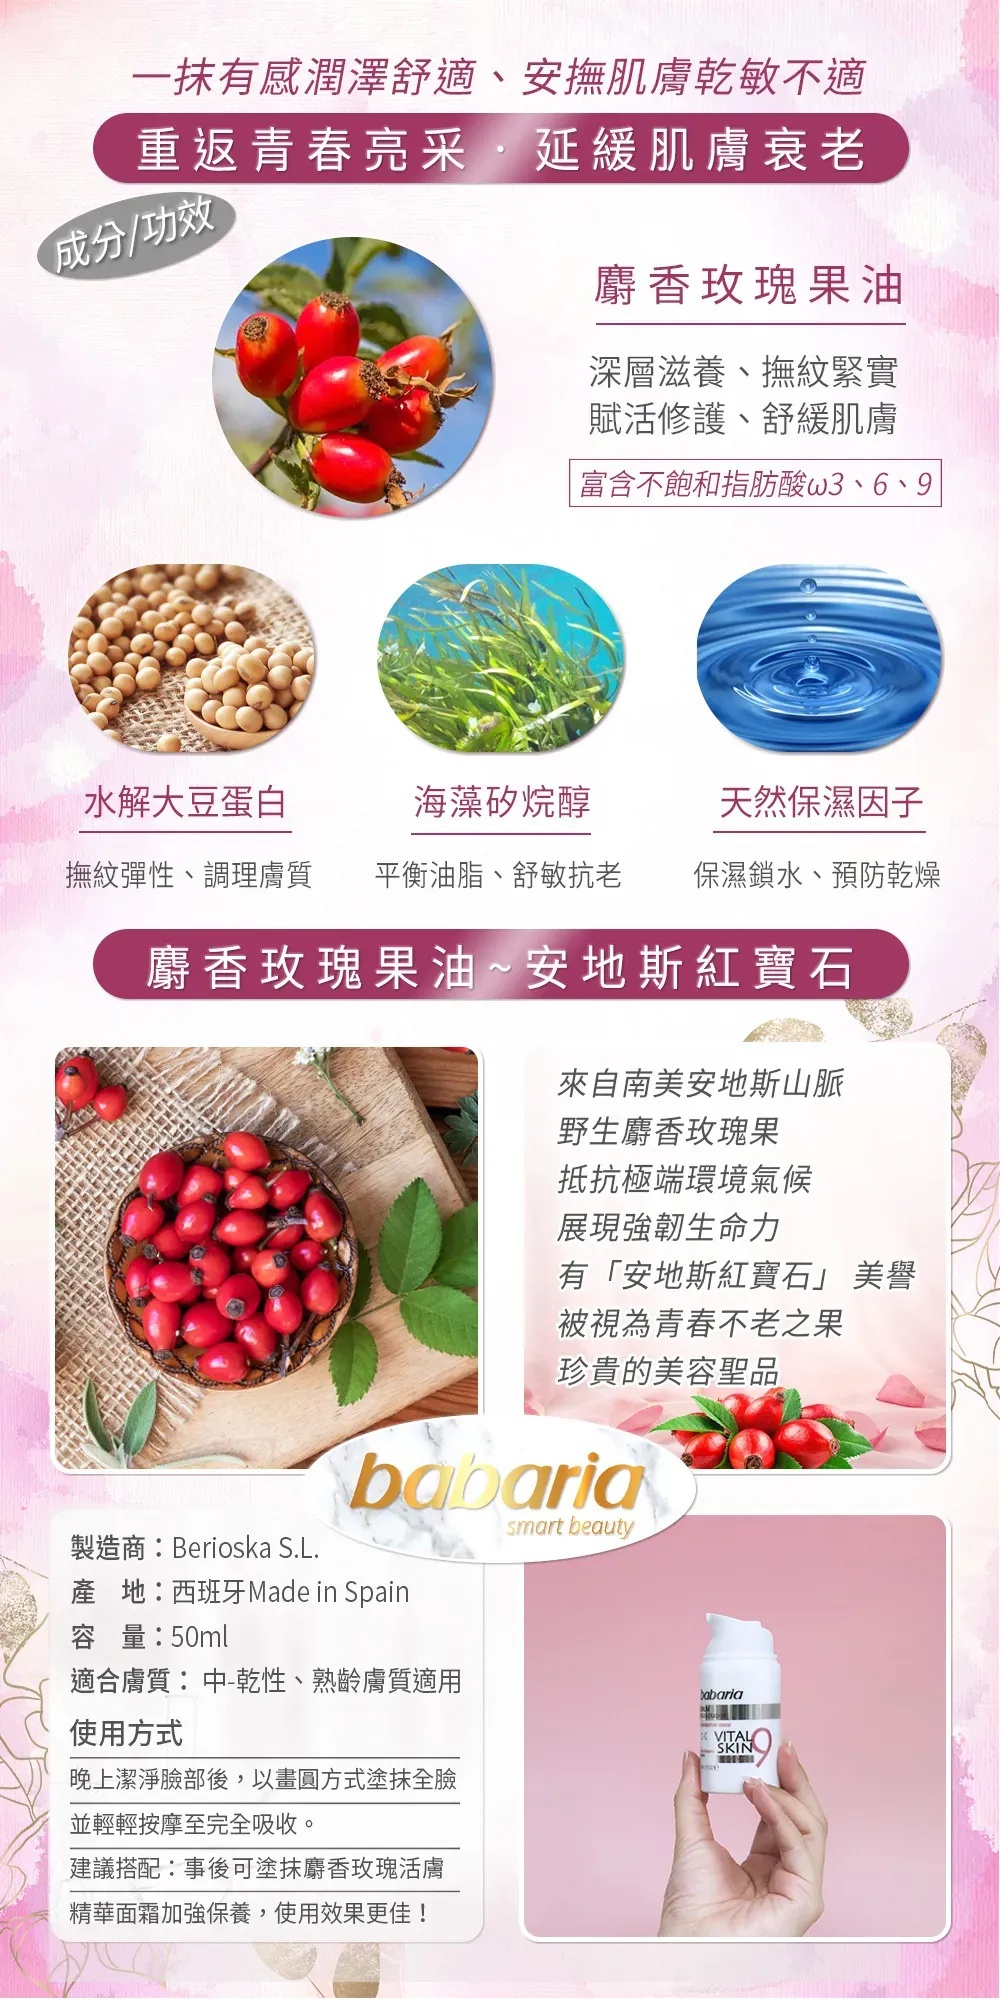 一抹有感潤澤舒適、安撫肌膚乾敏不適
重返青春亮采．延緩肌膚衰老
成分/功效
麝香玫瑰果油
深層滋養、撫紋緊實
賦活修護、舒緩肌膚
富含不飽和指肪酸ω3、6、9
水解大豆蛋白
撫紋彈性、調理膚質
海藻矽烷醇
平衡油脂、舒敏抗老
天然保濕因子
保濕鎖水、預防乾燥
麝香玫瑰果油~安地斯紅寶石
來自南美安地斯山脈
野生麝香玫瑰果
抵抗極端環境氣候
展現強韌生命力
有「安地斯紅寶石」 美譽
被視為青春不老之果
珍貴的美容聖品
babaria
smart beauty
製造商：Berioska S.L.
產　地：西班牙Made in Spain
容　量：50ml
適合膚質： 中-乾性、熟齡膚質適用
使用方式
晚上潔淨臉部後，以畫圓方式塗抹全臉
並輕輕按摩至完全吸收。
建議搭配：事後可塗抹麝香玫瑰活膚
精華面霜加強保養，使用效果更佳！
babaria
VITAL
SKIN
9